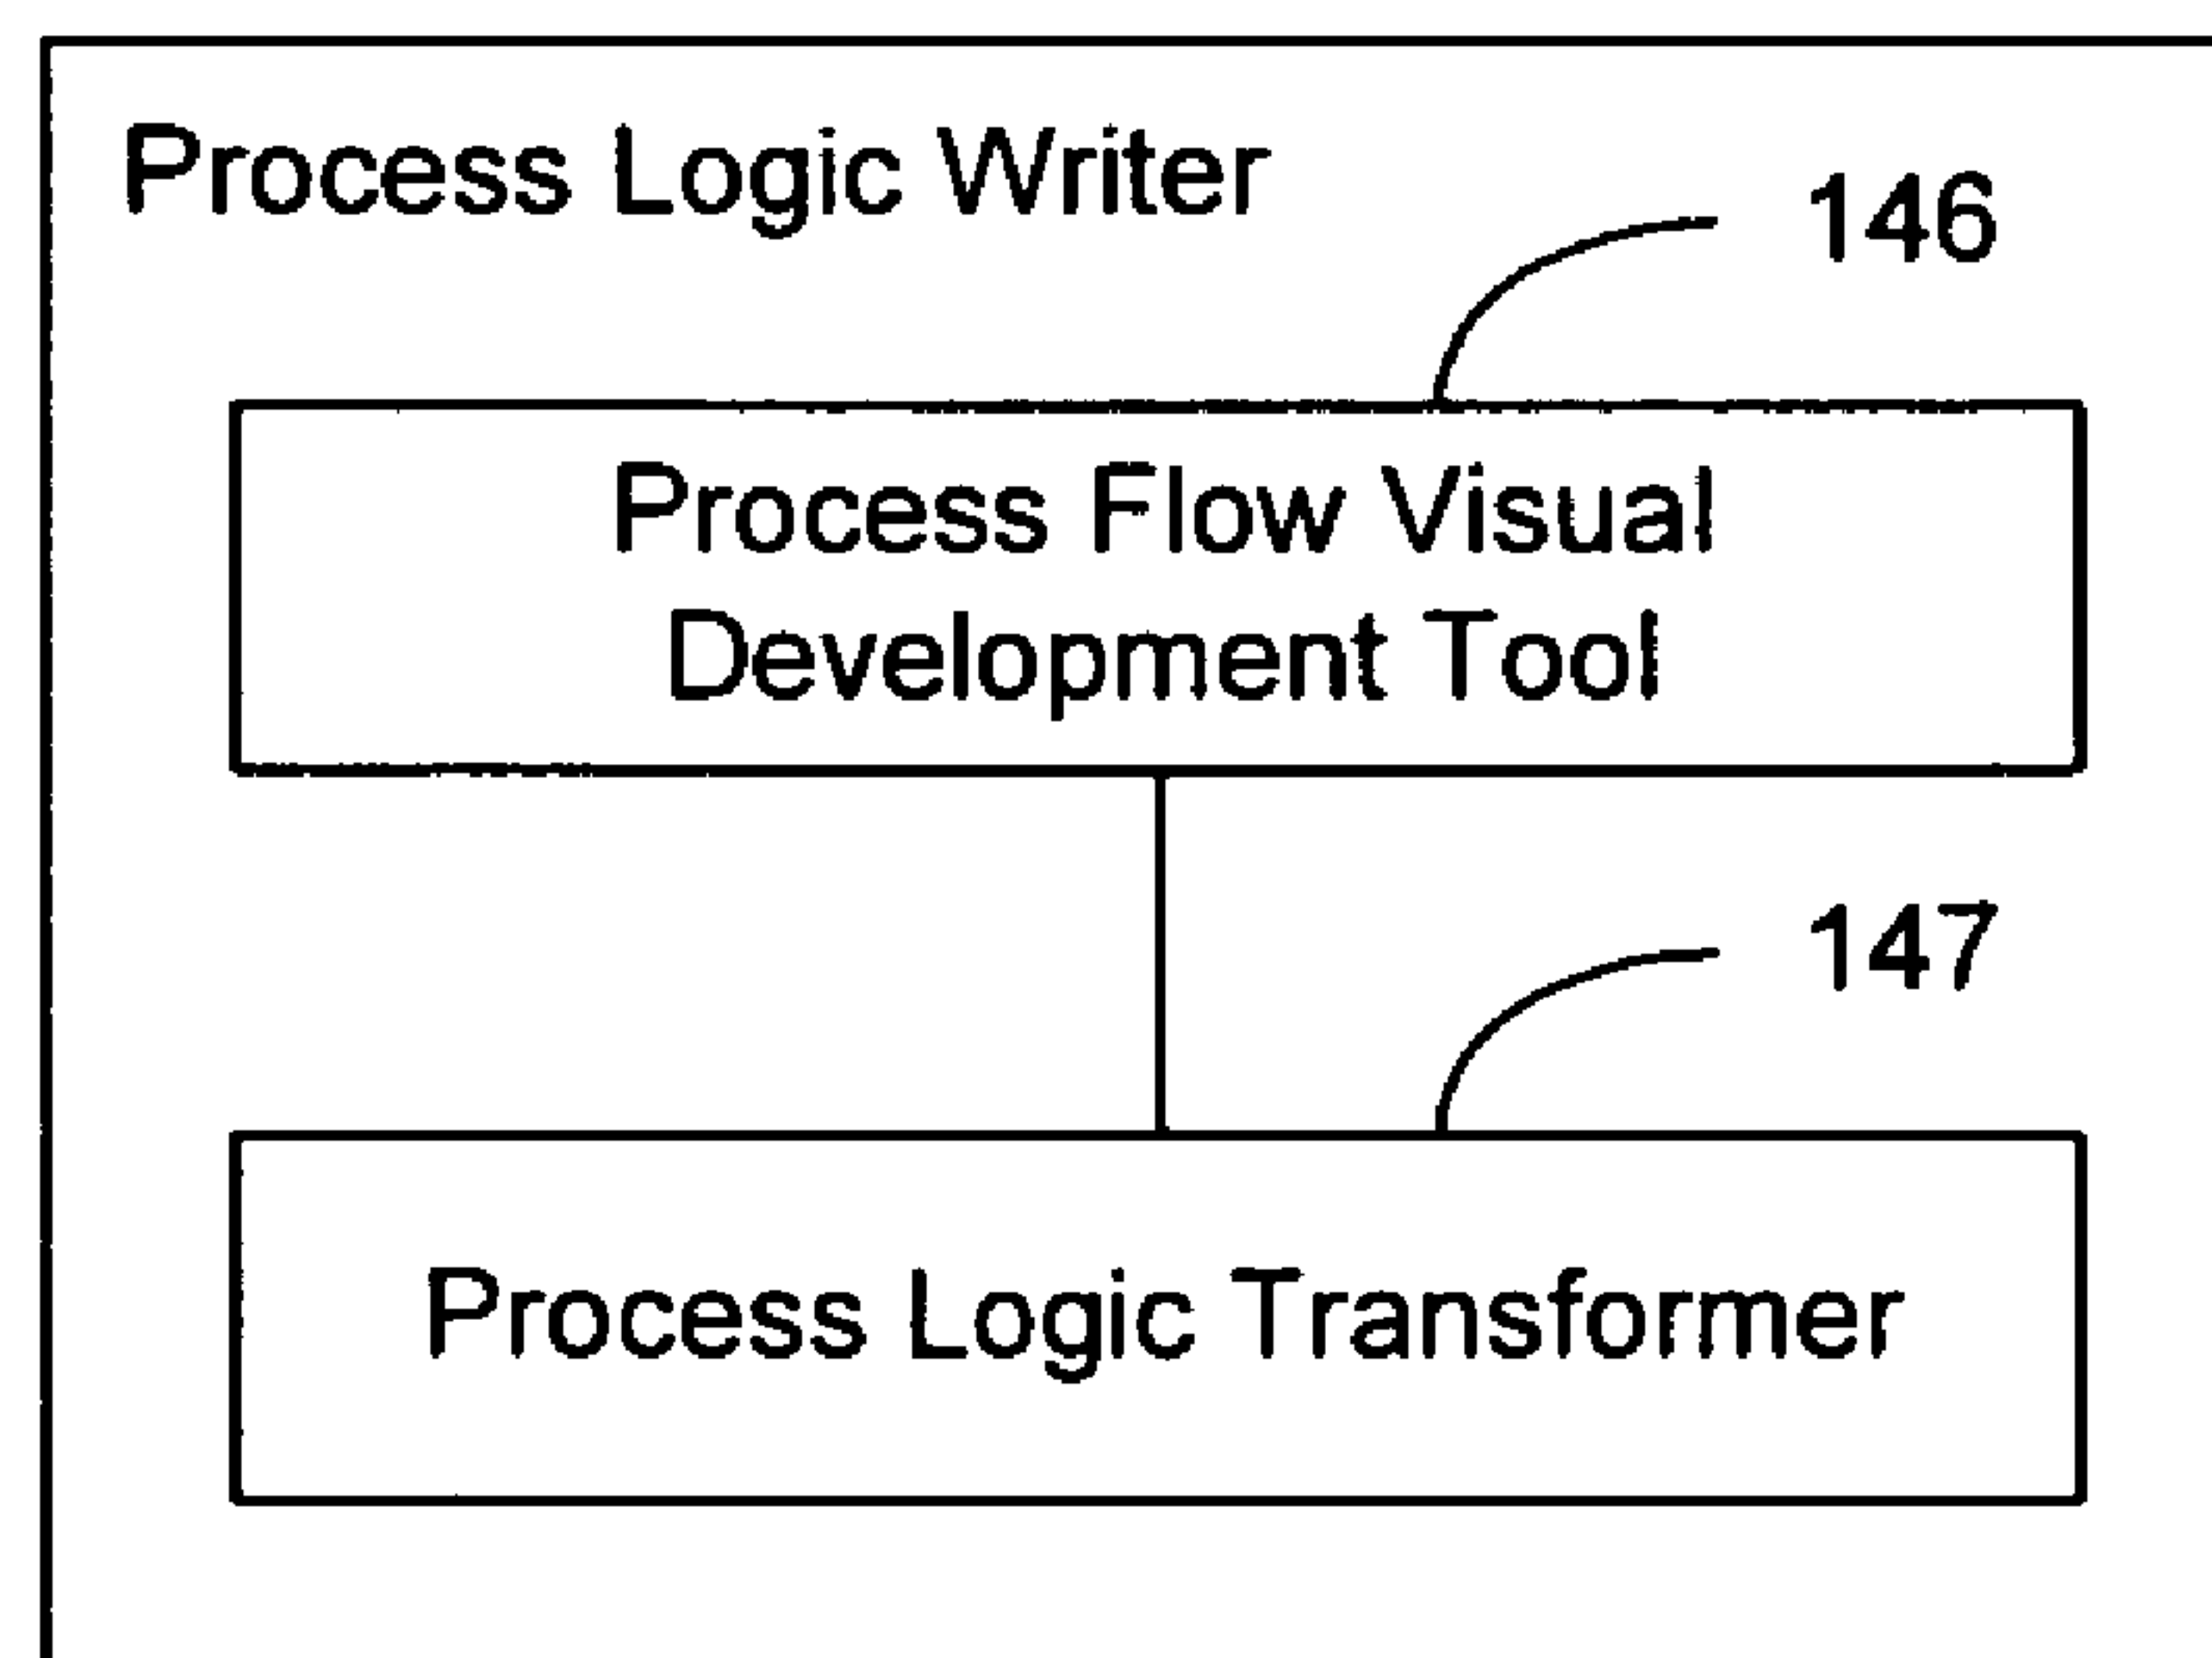 Process Logic Writer
146
Process Flow Visual
Development Tool
147
Process Logic Transformer